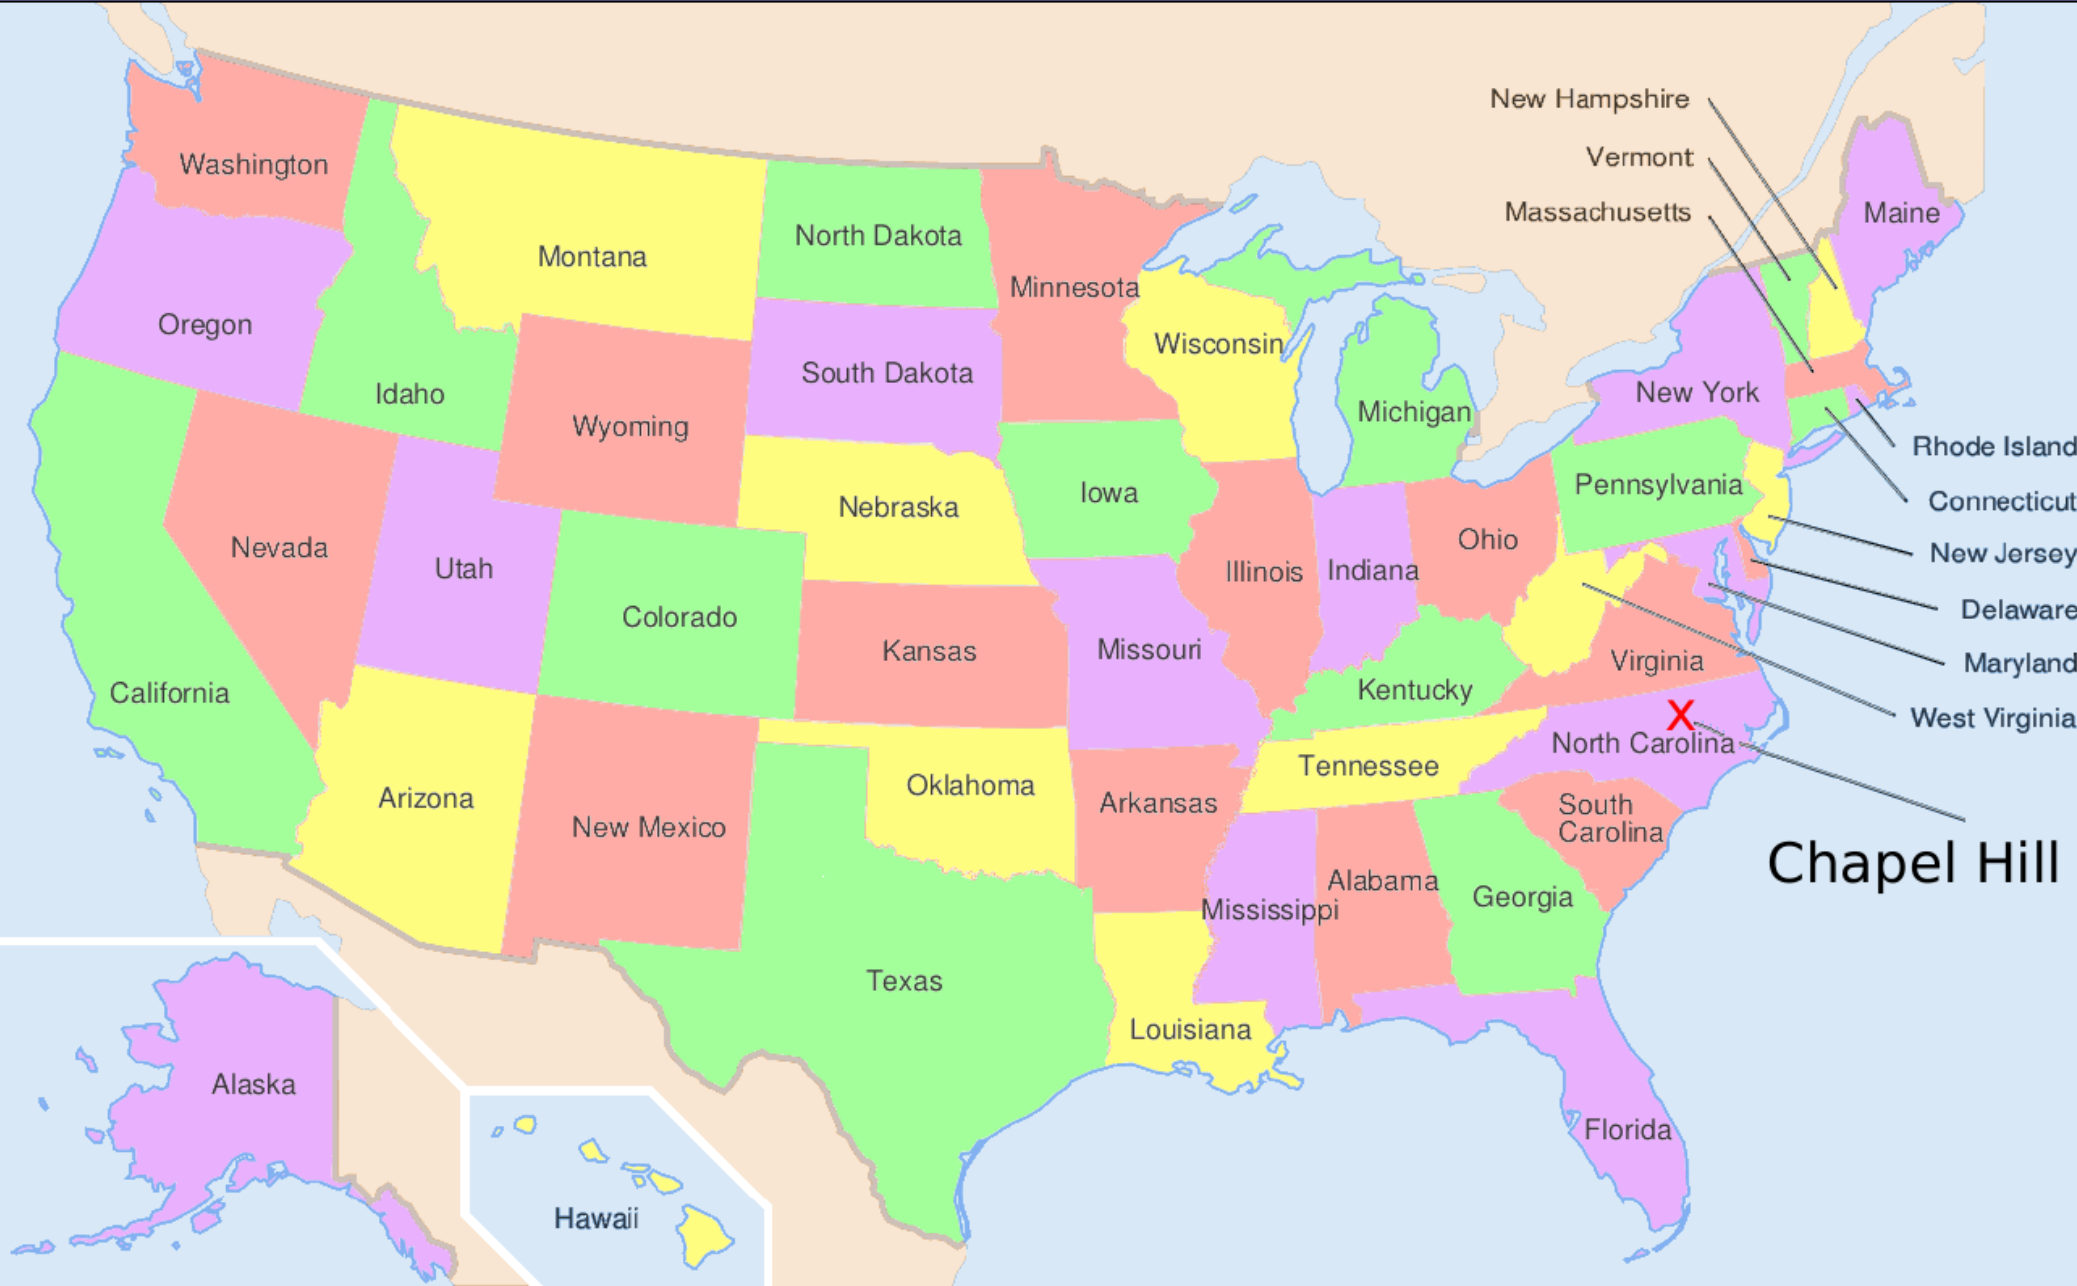 New Hampshire
Vermont
Massachusetts
Maine
Washington
Montana
North Dakota
Minnesota
Oregon
Idaho
Wisconsin
South Dakota
Wyoming
Michigan
New York
Rhode Island
Pennsylvania
Connecticut
Iowa
Nebraska
Nevada
Utah
Ohio
New Jersey
Illinois
Indiana
Colorado
Delaware
Kansas
Missouri
Virginia
Maryland
California
Kentucky
West Virginia
X
North Carolina
Tennessee
Arizona
Oklahoma
Arkansas
New Mexico
South
Carolina
Chapel Hill
Alabama
Mississippi
Georgia
Texas
Louisiana
Alaska
Florida
Hawaii